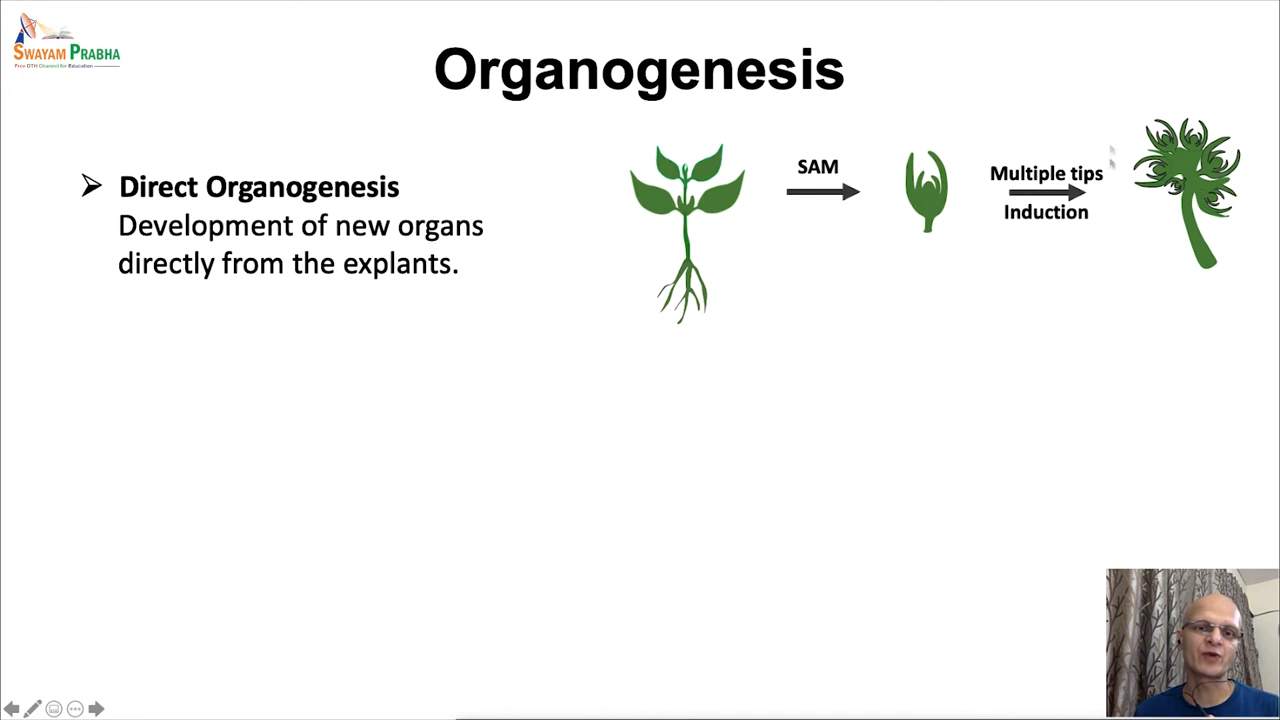 SWAYAM PRABHA
Free DTH Channel for Education
Organogenesis
Direct Organogenesis
Development of new organs
directly from the explants.
SAM
Multiple tips
Induction